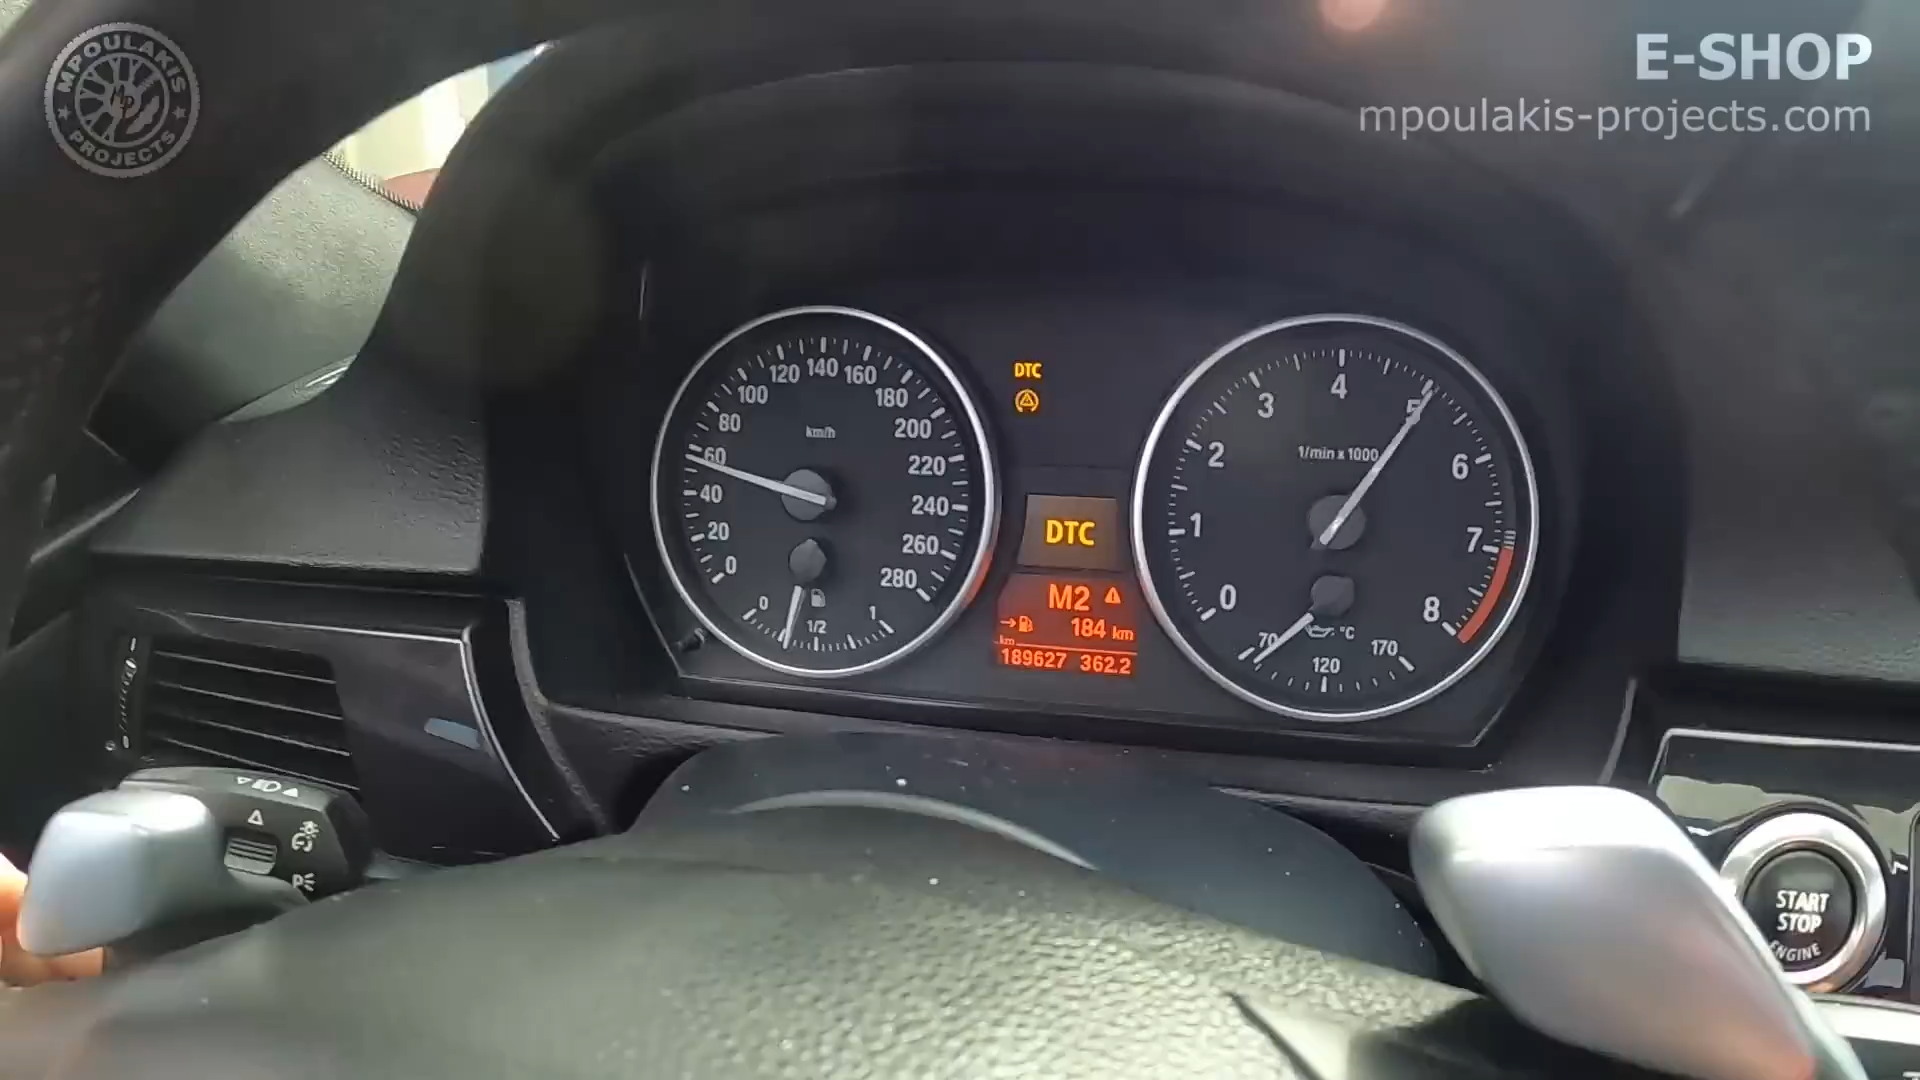 MPOULAKIS
MP
PROJECTS
E-SHOP
mpoulakis-projects.com
0 20 40 60 80 100 120 140 160 180 200 220 240 260 280
km/h
0 1/2 1
DTC
DTC
M2
184 km
km
189627 362.2
0 1 2 3 4 5 6 7 8
1/min x 1000
70 120 170
°C
START
STOP
ENGINE